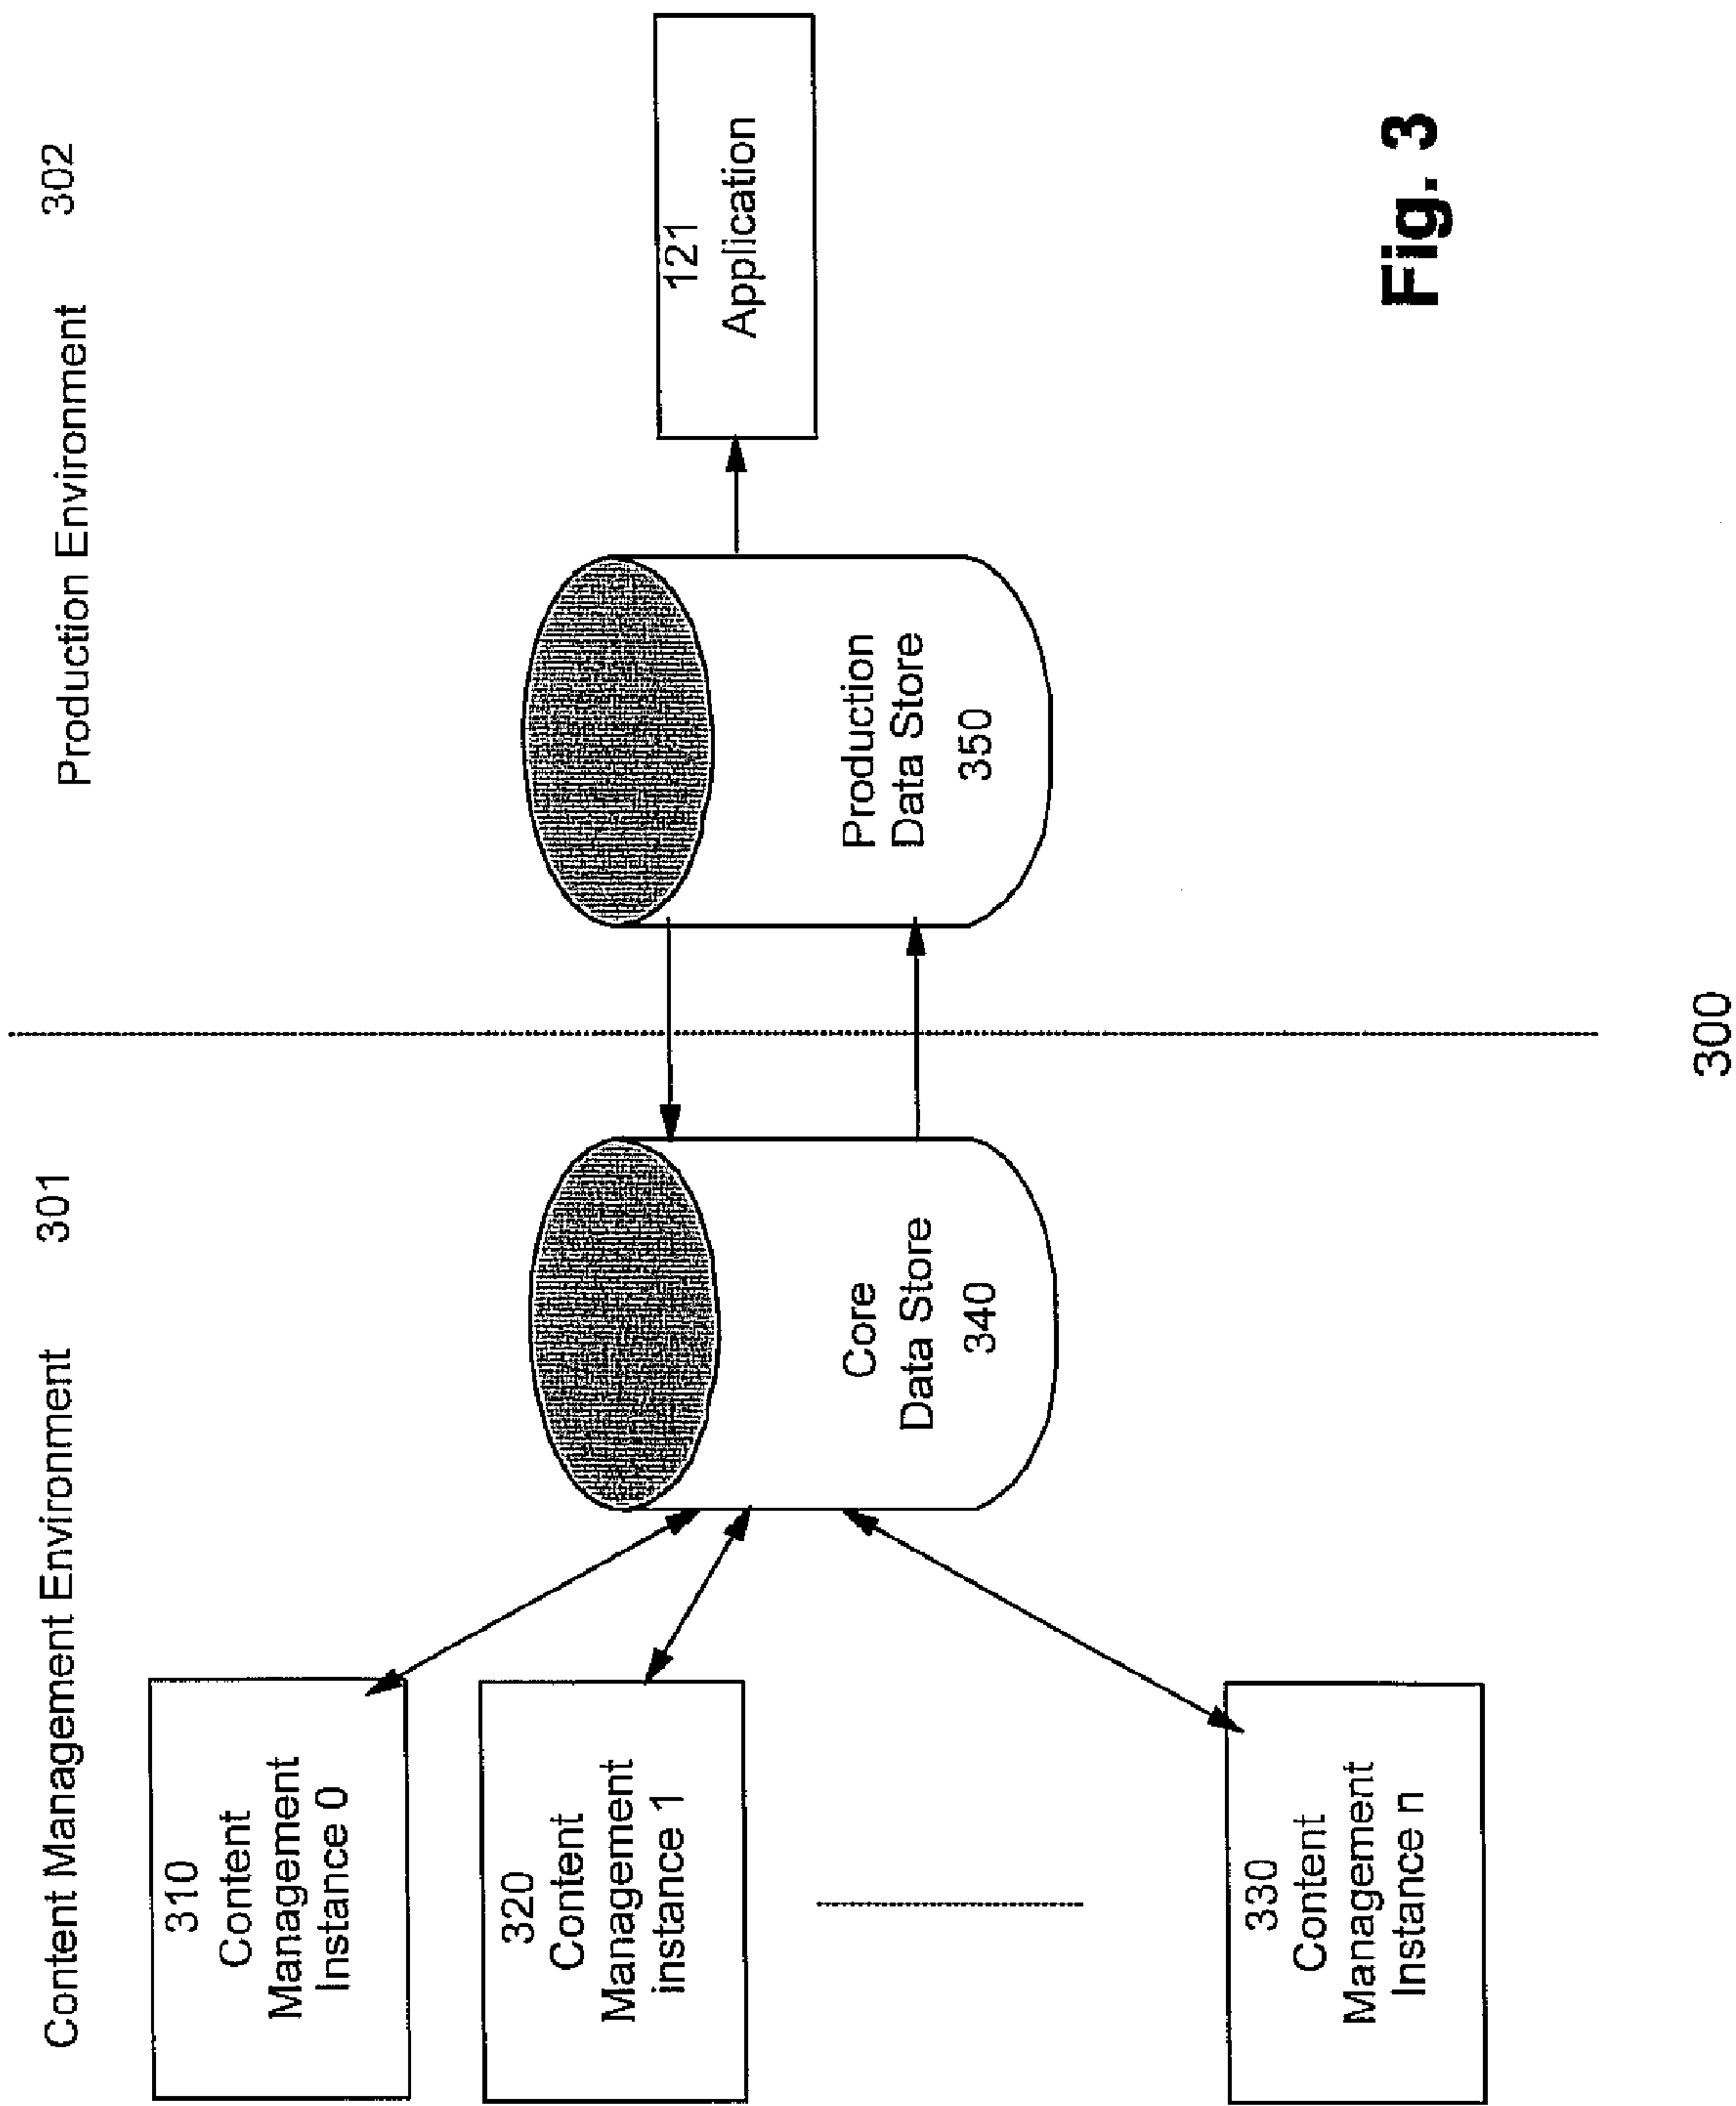 Content Management Environment 301
Production Environment 302
310
Content
Management
Instance 0
320
Content
Management
instance 1
330
Content
Management
Instance n
Core
Data Store
340
Production
Data Store
350
121
Application
300
Fig. 3